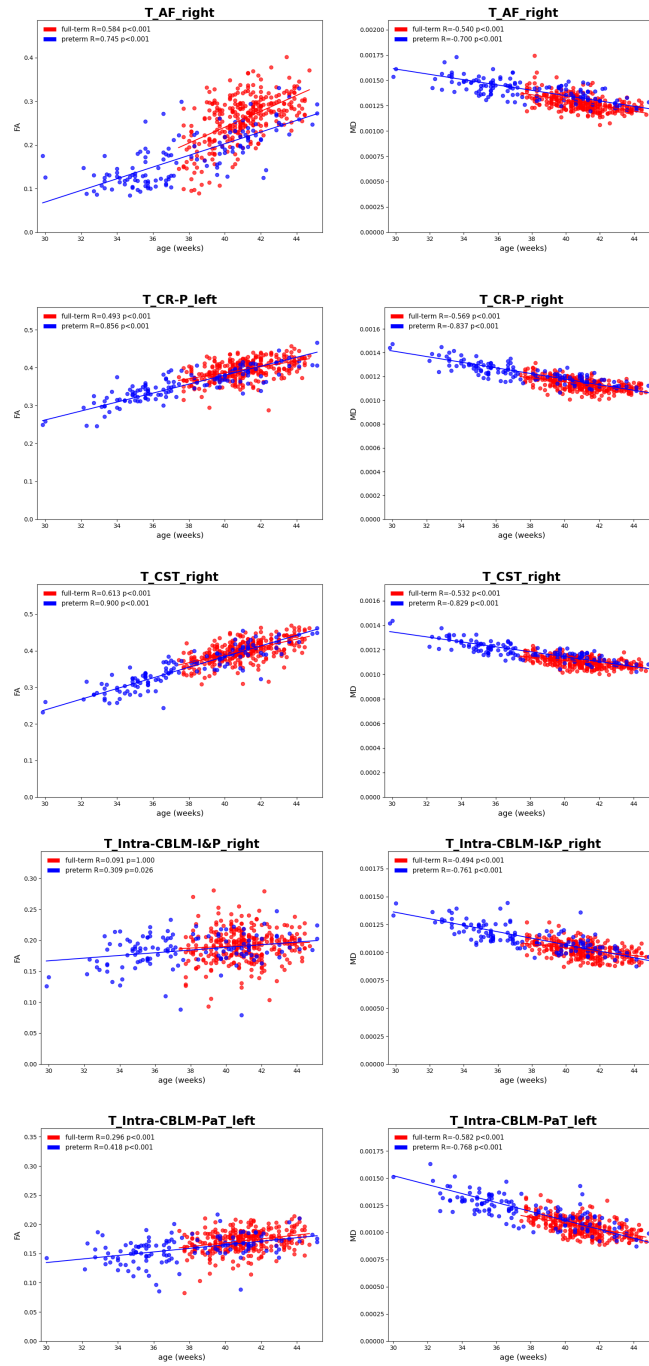 T_AF_right
full-term R=0.584 p<0.001
preterm R=0.745 p<0.001
0.4
0.3
0.2
0.1
0.0
FA
30 32 34 36 38 40 42 44
age (weeks)
T_AF_right
full-term R=-0.540 p<0.001
preterm R=-0.700 p<0.001
0.00200
0.00175
0.00150
0.00125
0.00100
0.00075
0.00050
0.00025
0.00000
MD
30 32 34 36 38 40 42 44
age (weeks)
T_CR-P_left
full-term R=0.493 p<0.001
preterm R=0.856 p<0.001
0.5
0.4
0.3
0.2
0.1
0.0
FA
30 32 34 36 38 40 42 44
age (weeks)
T_CR-P_right
full-term R=-0.569 p<0.001
preterm R=-0.837 p<0.001
0.0016
0.0014
0.0012
0.0010
0.0008
0.0006
0.0004
0.0002
0.0000
MD
30 32 34 36 38 40 42 44
age (weeks)
T_CST_right
full-term R=0.613 p<0.001
preterm R=0.900 p<0.001
0.5
0.4
0.3
0.2
0.1
0.0
FA
30 32 34 36 38 40 42 44
age (weeks)
T_CST_right
full-term R=-0.532 p<0.001
preterm R=-0.829 p<0.001
0.0016
0.0014
0.0012
0.0010
0.0008
0.0006
0.0004
0.0002
0.0000
MD
30 32 34 36 38 40 42 44
age (weeks)
T_Intra-CBLM-I&P_right
full-term R=0.091 p=1.000
preterm R=0.309 p=0.026
0.30
0.25
0.20
0.15
0.10
0.05
0.00
FA
30 32 34 36 38 40 42 44
age (weeks)
T_Intra-CBLM-I&P_right
full-term R=-0.494 p<0.001
preterm R=-0.761 p<0.001
0.00175
0.00150
0.00125
0.00100
0.00075
0.00050
0.00025
0.00000
MD
30 32 34 36 38 40 42 44
age (weeks)
T_Intra-CBLM-PaT_left
full-term R=0.296 p<0.001
preterm R=0.418 p<0.001
0.35
0.30
0.25
0.20
0.15
0.10
0.05
0.00
FA
30 32 34 36 38 40 42 44
age (weeks)
T_Intra-CBLM-PaT_left
full-term R=-0.582 p<0.001
preterm R=-0.768 p<0.001
0.00175
0.00150
0.00125
0.00100
0.00075
0.00050
0.00025
0.00000
MD
30 32 34 36 38 40 42 44
age (weeks)